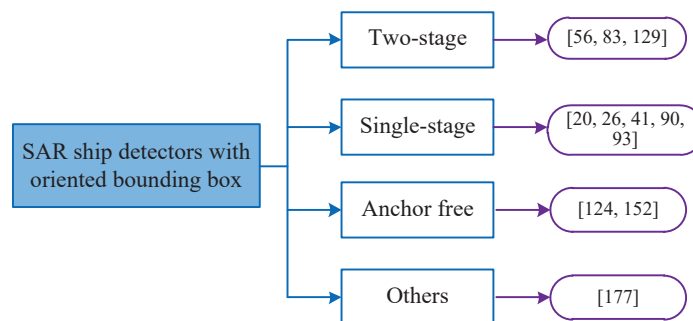 SAR ship detectors with
oriented bounding box
Two-stage
[56, 83, 129]
Single-stage
[20, 26, 41, 90,
93]
Anchor free
[124, 152]
Others
[177]